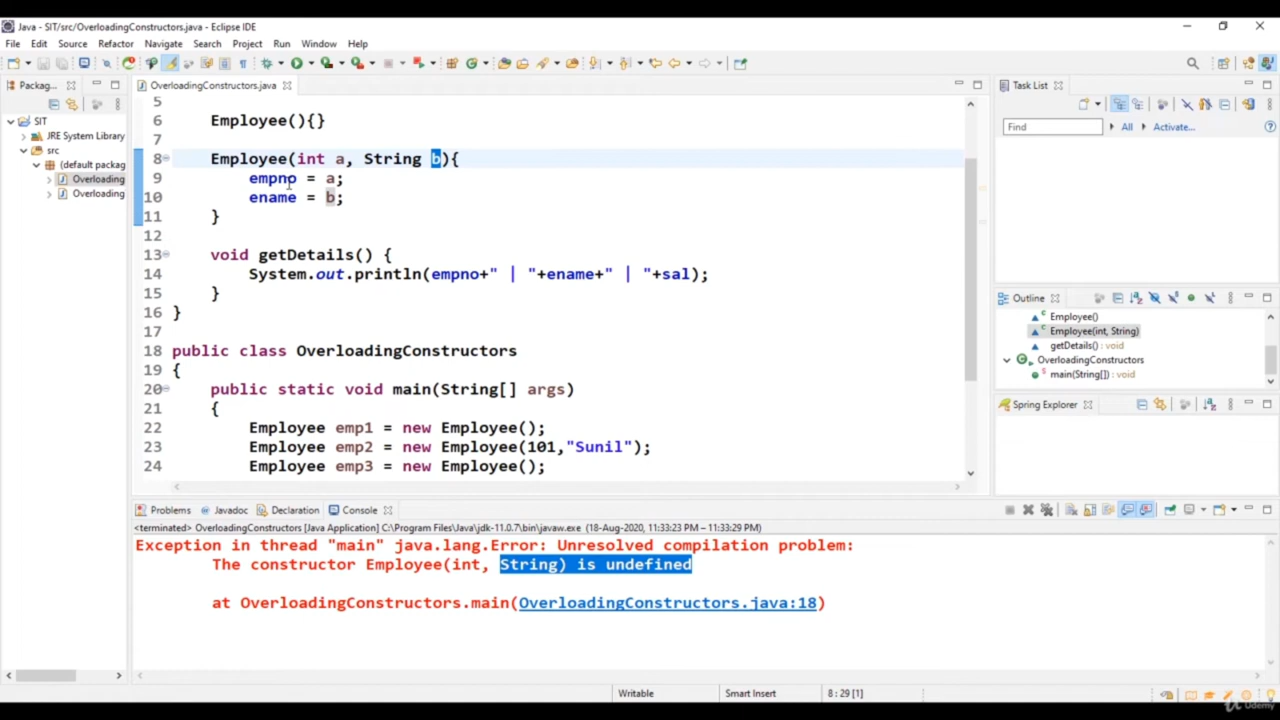 Java - SIT/src/OverloadingConstructors.java - Eclipse IDE
File Edit Source Refactor Navigate Search Project Run Window Help
Packag...
OverloadingConstructors.java
Task List
SIT
JRE System Library
src
(default packag
Overloading
Overloading
Find
All
Activate...
5
6 Employee(){}
7
8 Employee(int a, String b){
9 empno = a;
10 ename = b;
11 }
12
13 void getDetails() {
14 System.out.println(empno+" | "+ename+" | "+sal);
15 }
16 }
17
18 public class OverloadingConstructors
19 {
20 public static void main(String[] args)
21 {
22 Employee emp1 = new Employee();
23 Employee emp2 = new Employee(101,"Sunil");
24 Employee emp3 = new Employee();
Outline
Employee()
Employee(int, String)
getDetails() : void
OverloadingConstructors
main(String[]) : void
Spring Explorer
Problems Javadoc Declaration Console
<terminated> OverloadingConstructors [Java Application] C:\Program Files\Java\jdk-11.0.7\bin\javaw.exe (18-Aug-2020, 11:33:23 PM – 11:33:29 PM)
Exception in thread "main" java.lang.Error: Unresolved compilation problem:
The constructor Employee(int, String) is undefined
at OverloadingConstructors.main(OverloadingConstructors.java:18)
Writable
Smart Insert
8 : 29 [1]
Udemy